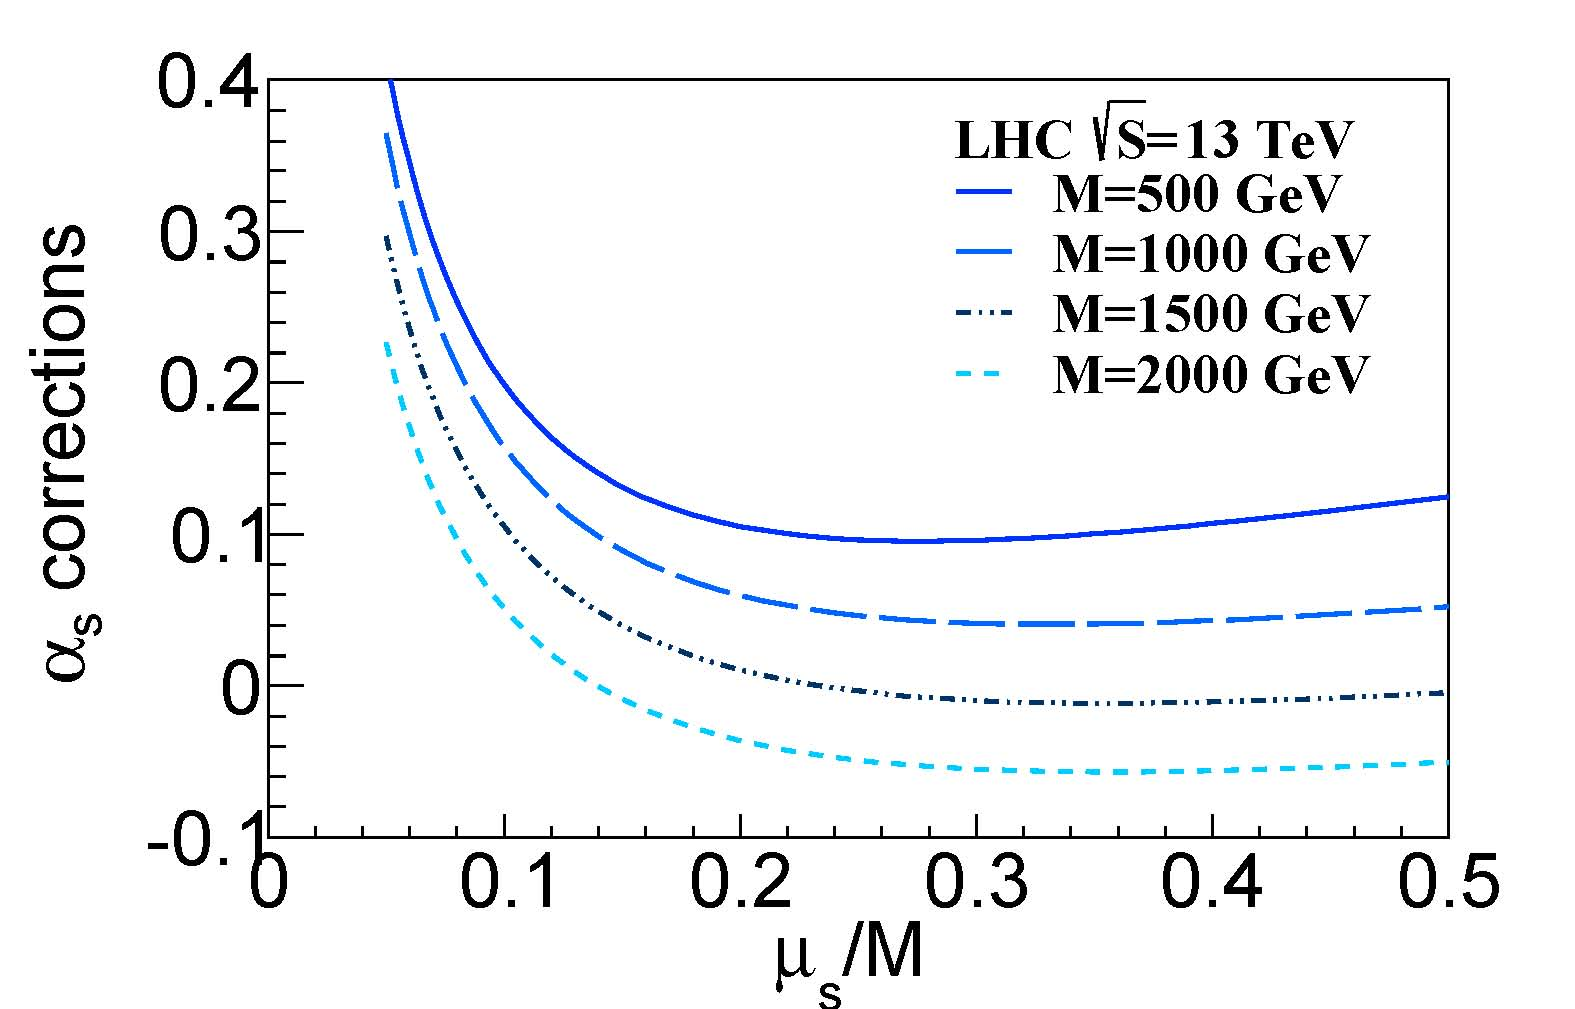 0.4
0.3
0.2
0.1
0
-0.1
αs corrections
LHC √S=13 TeV
M=500 GeV
M=1000 GeV
M=1500 GeV
M=2000 GeV
0 0.1 0.2 0.3 0.4 0.5
μs/M